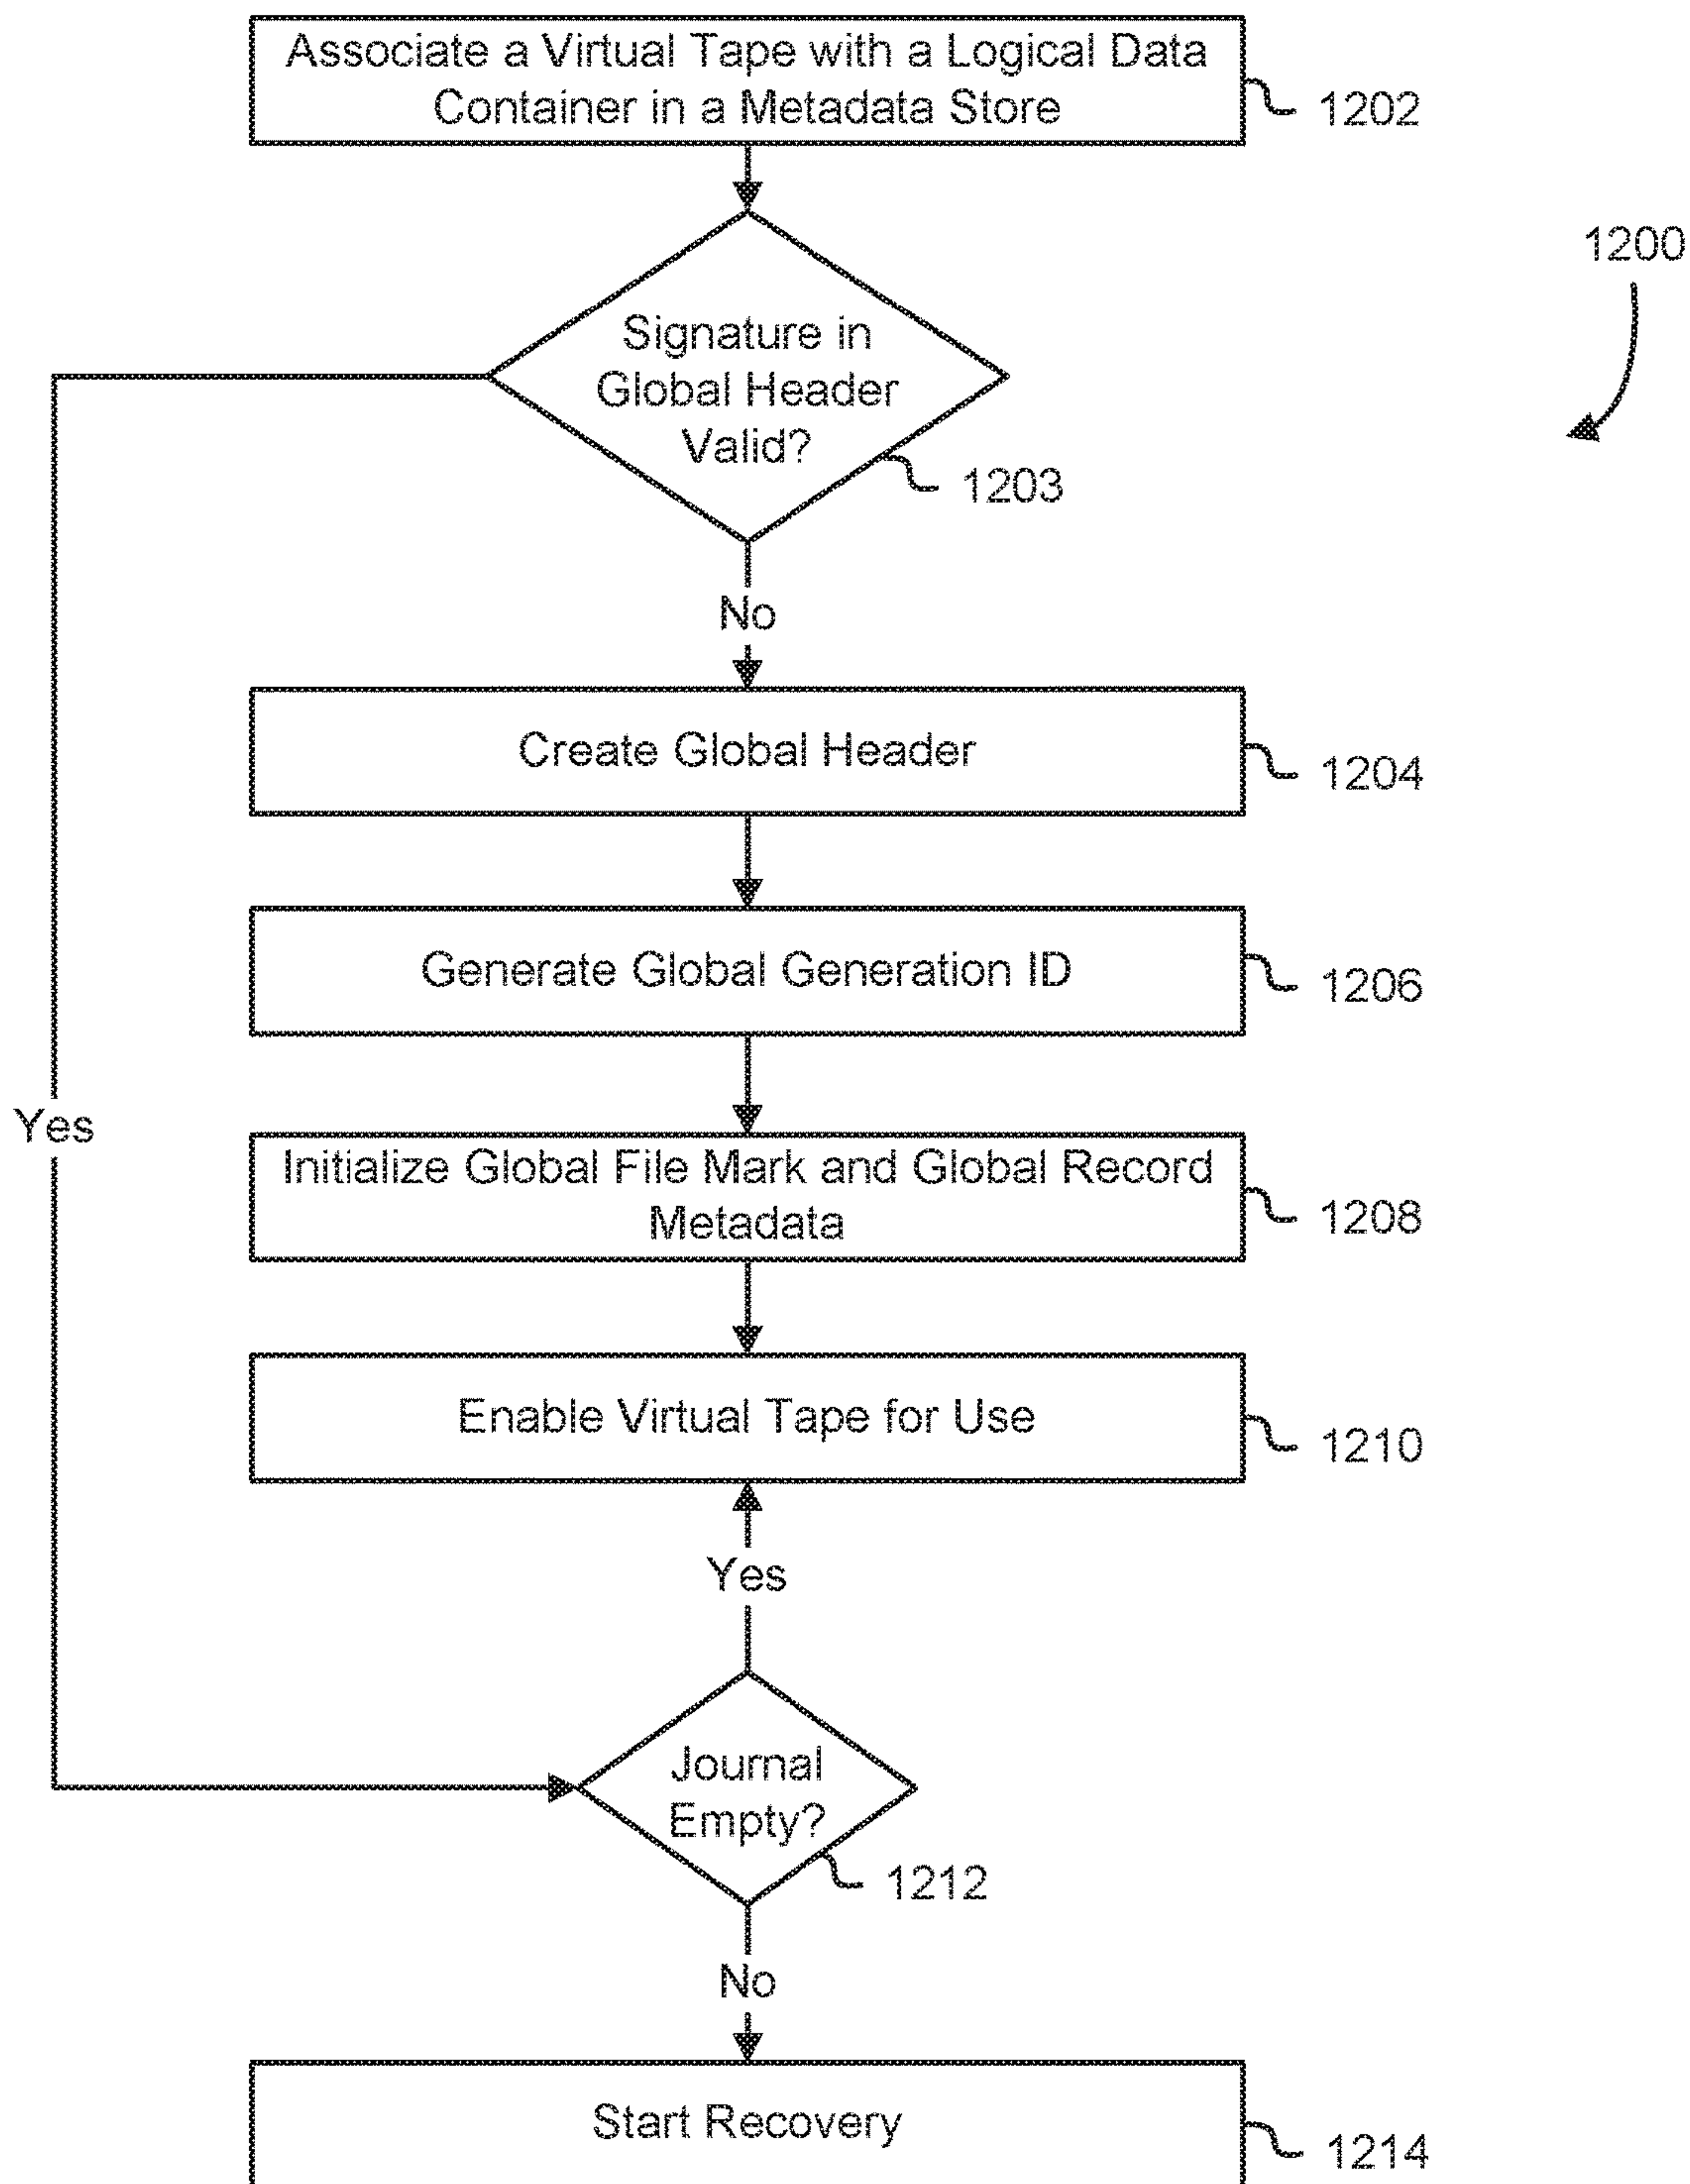 Associate a Virtual Tape with a Logical Data
Container in a Metadata Store
1202
1200
Signature in
Global Header
Valid?
1203
No
Create Global Header
1204
Generate Global Generation ID
1206
Yes
Initialize Global File Mark and Global Record
Metadata
1208
Enable Virtual Tape for Use
1210
Yes
Journal
Empty?
1212
No
Start Recovery
1214